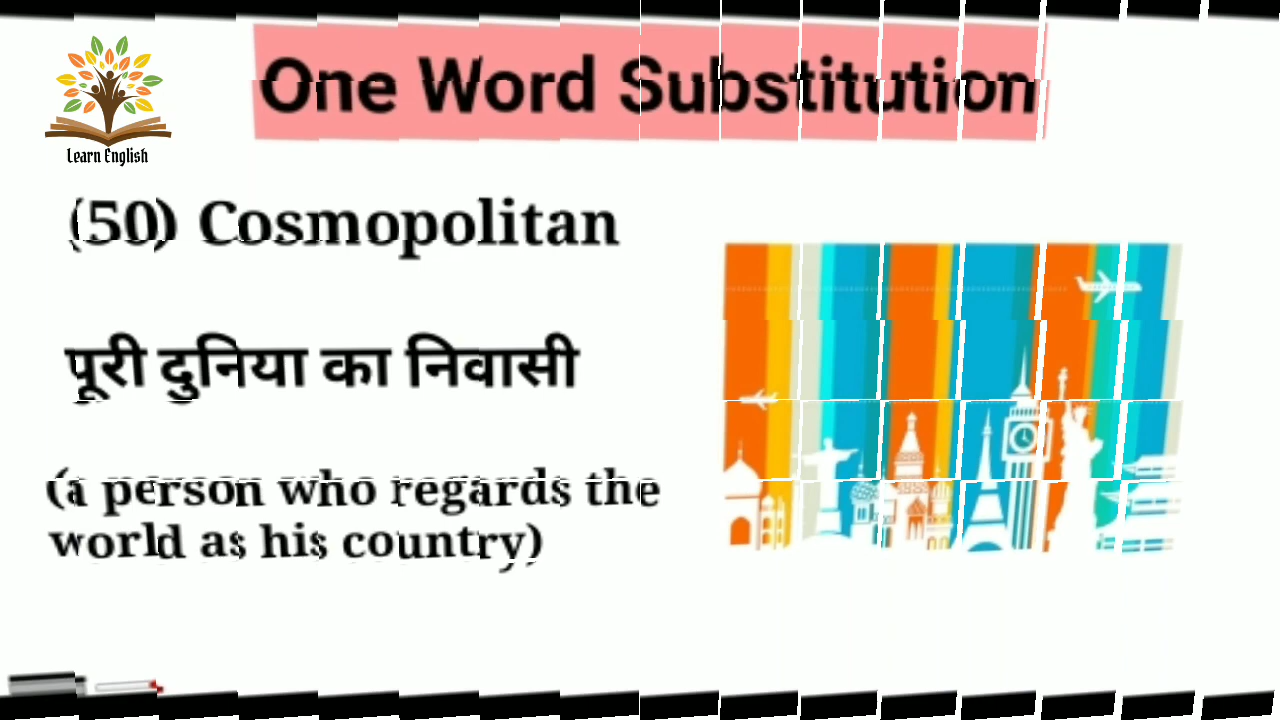 One Word Substitution
Learn English
(50) Cosmopolitan
पूरी दुनिया का निवासी
(a person who regards the
world as his country)